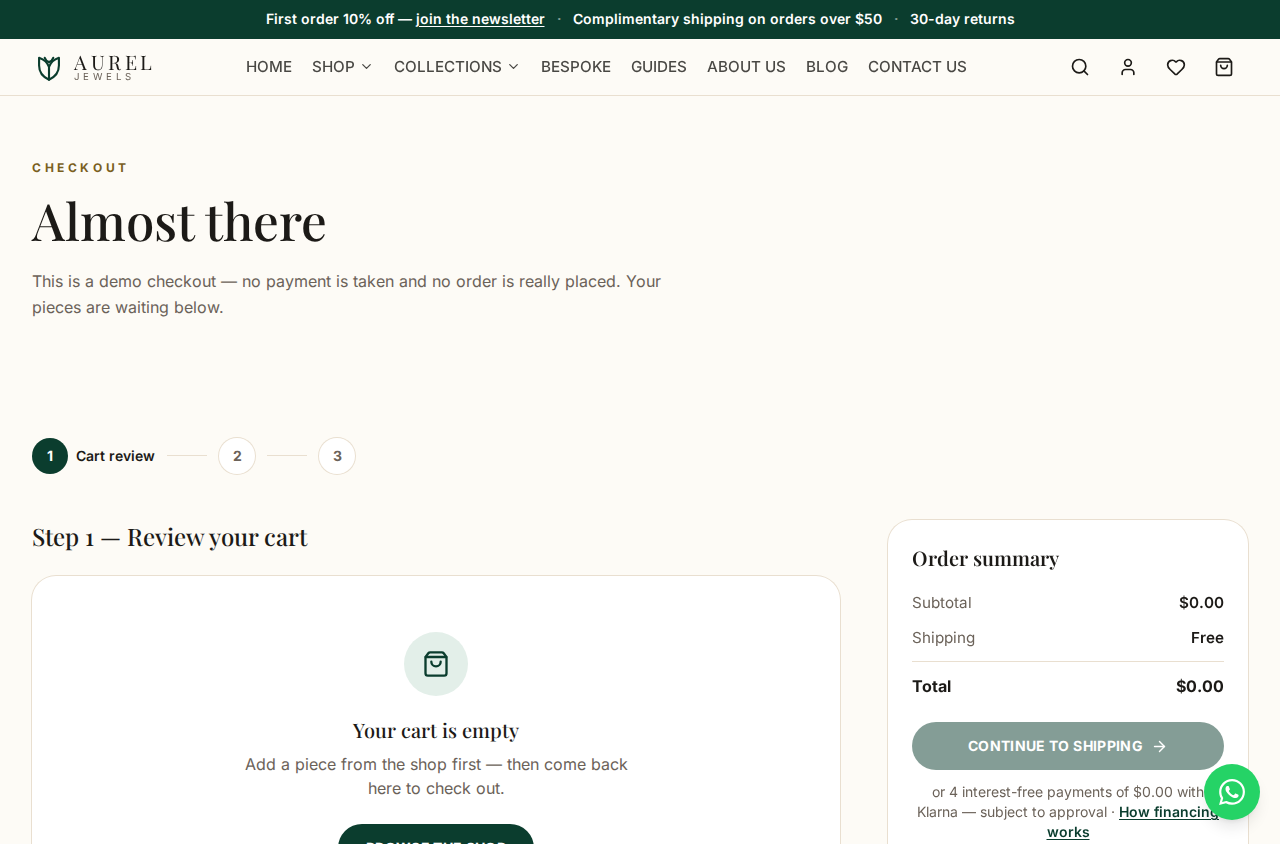 First order 10% off — join the newsletter · Complimentary shipping on orders over $50 · 30-day returns
AUREL
JEWELS
HOME SHOP COLLECTIONS BESPOKE GUIDES ABOUT US BLOG CONTACT US
CHECKOUT
Almost there
This is a demo checkout — no payment is taken and no order is really placed. Your
pieces are waiting below.
1 Cart review 2 3
Step 1 — Review your cart
Your cart is empty
Add a piece from the shop first — then come back
here to check out.
BROWSE THE SHOP
Order summary
Subtotal $0.00
Shipping Free
Total $0.00
CONTINUE TO SHIPPING
or 4 interest-free payments of $0.00 with
Klarna — subject to approval · How financing
works